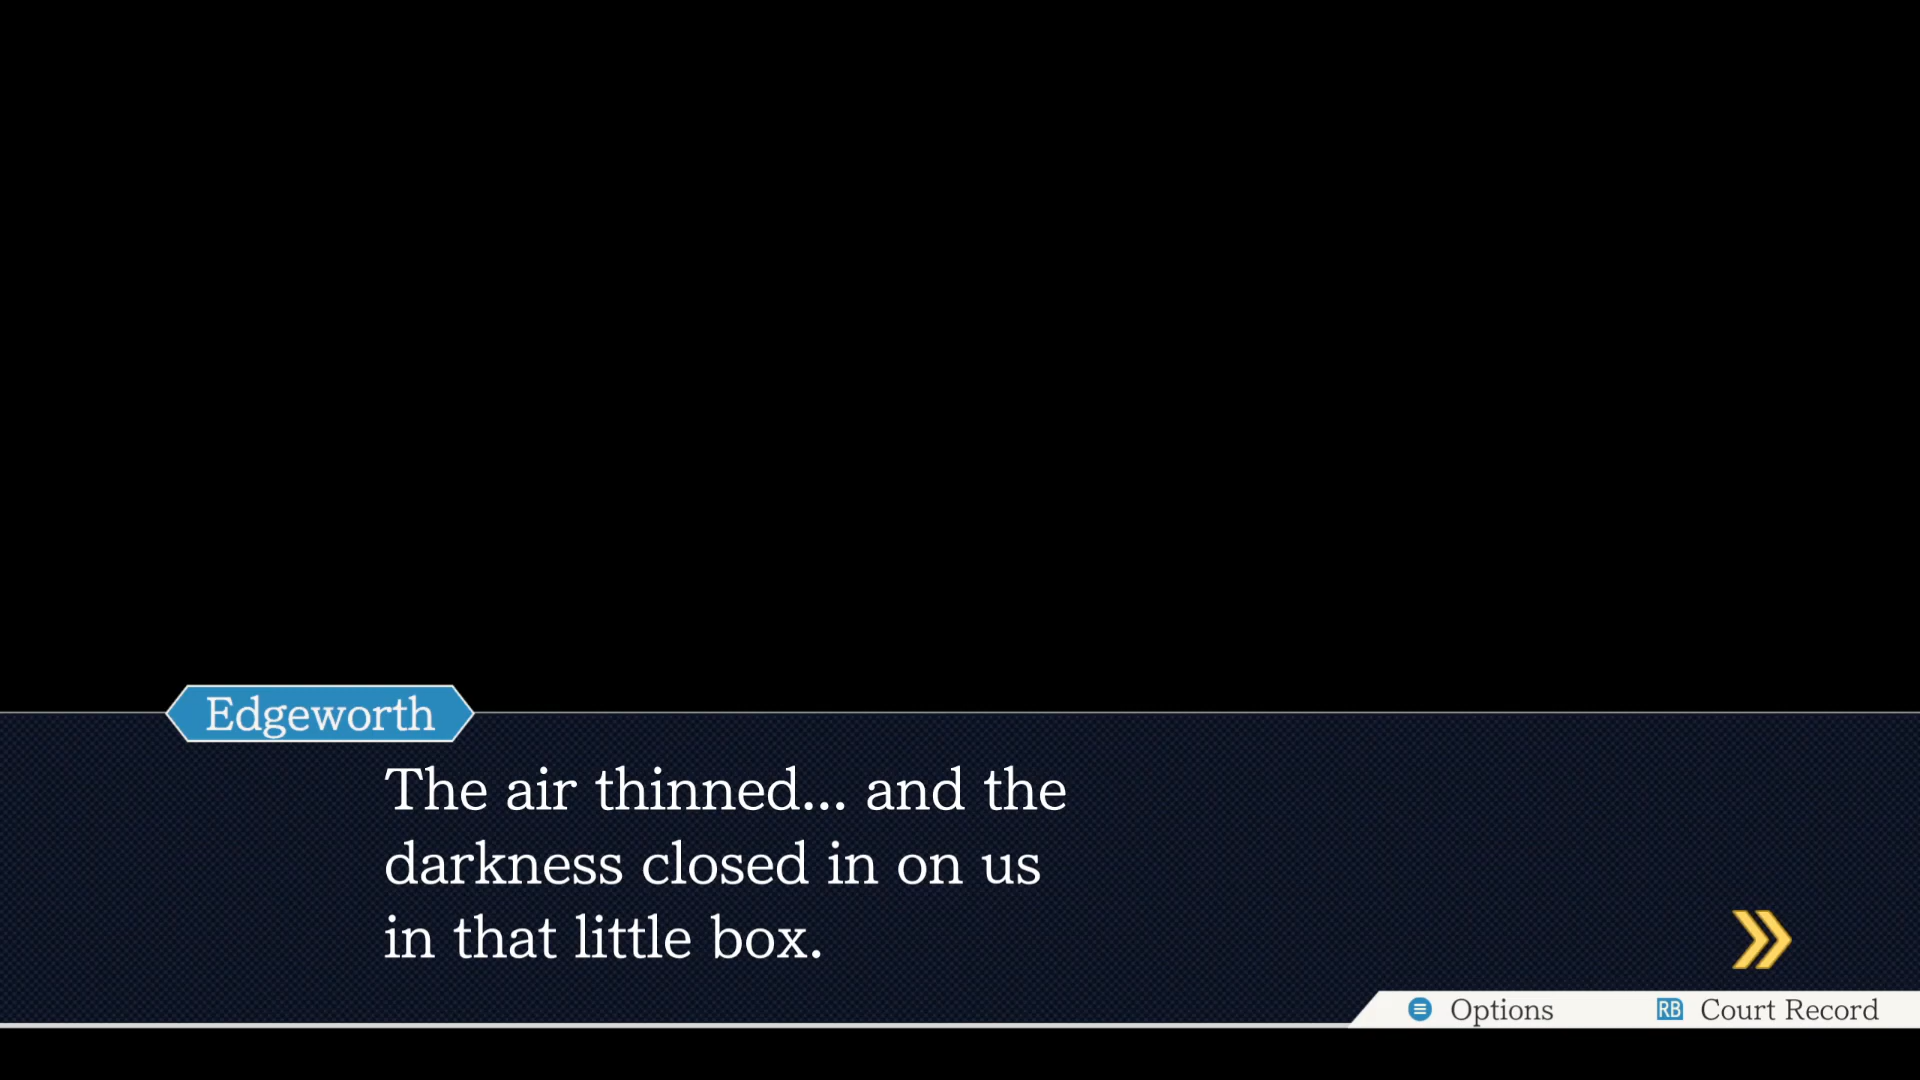 Edgeworth
The air thinned... and the
darkness closed in on us
in that little box.
Options
RB Court Record